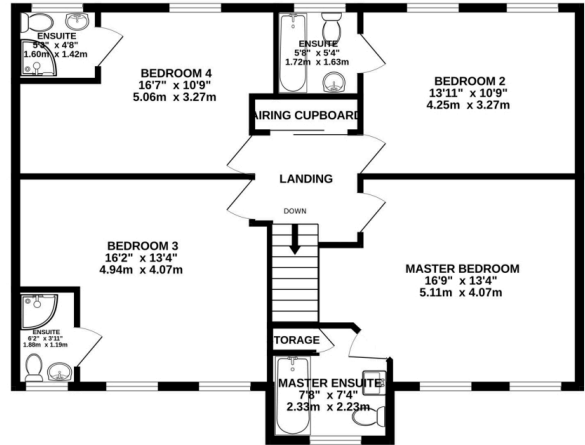 ENSUITE
5'3" x 4'8"
1.60m x 1.42m
BEDROOM 4
16'7" x 10'9"
5.06m x 3.27m
ENSUITE
5'8" x 5'4"
1.72m x 1.63m
BEDROOM 2
13'11" x 10'9"
4.25m x 3.27m
AIRING CUPBOARD
LANDING
DOWN
BEDROOM 3
16'2" x 13'4"
4.94m x 4.07m
MASTER BEDROOM
16'9" x 13'4"
5.11m x 4.07m
ENSUITE
6'2" x 3'11"
1.88m x 1.19m
TORAGE
MASTER ENSUITE
7'8" x 7'4"
2.33m x 2.23m